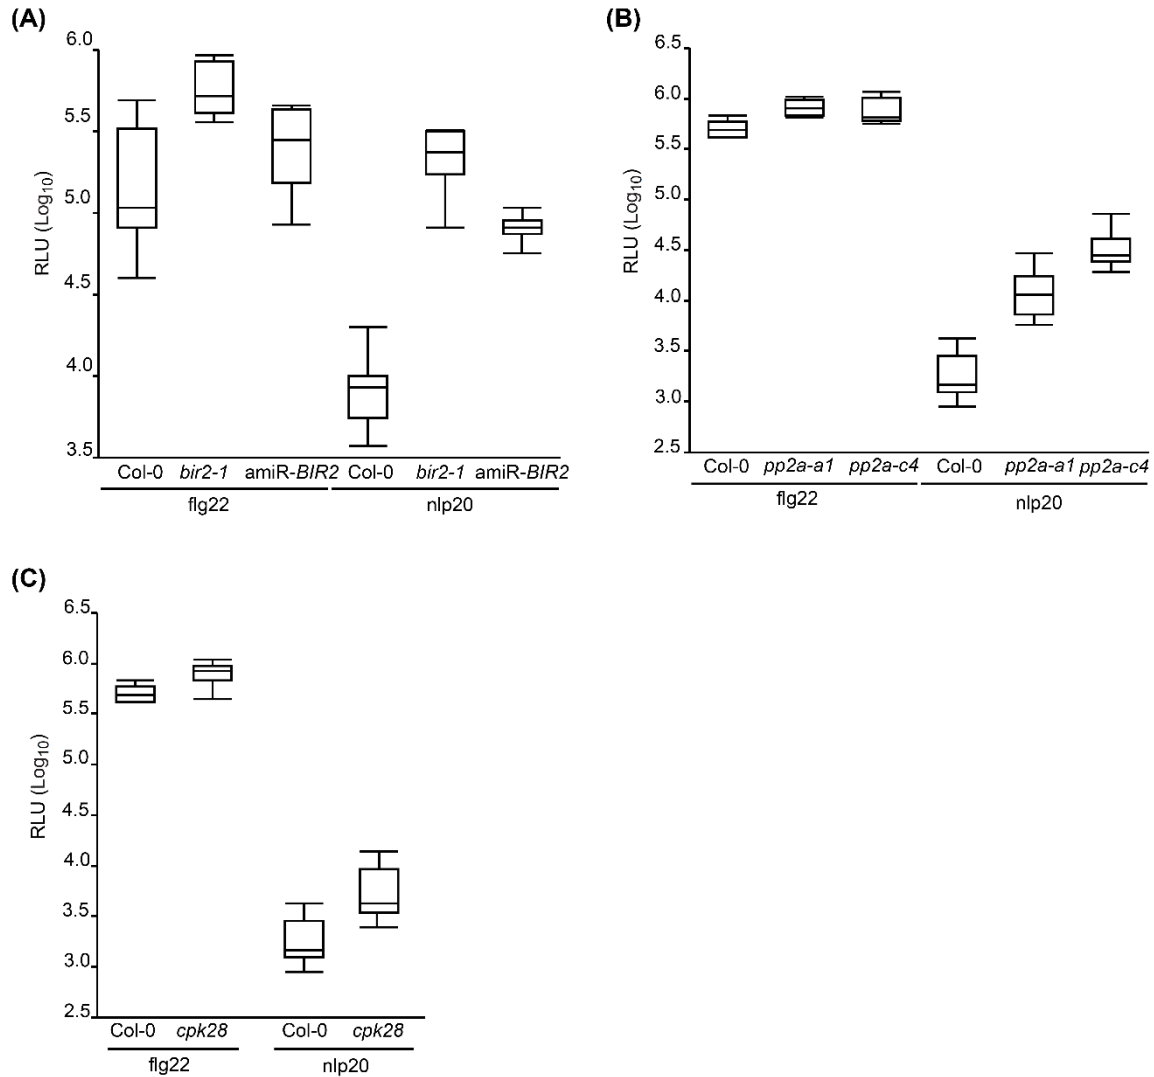 (A)
6.0
5.5
5.0
4.5
4.0
3.5
RLU (Log10)
Col-0 bir2-1 amiR-BIR2 Col-0 bir2-1 amiR-BIR2
flg22 nlp20
(B)
6.5
6.0
5.5
5.0
4.5
4.0
3.5
3.0
2.5
RLU (Log10)
Col-0 pp2a-a1 pp2a-c4 Col-0 pp2a-a1 pp2a-c4
flg22 nlp20
(C)
6.5
6.0
5.5
5.0
4.5
4.0
3.5
3.0
2.5
RLU (Log10)
Col-0 cpk28 Col-0 cpk28
flg22 nlp20